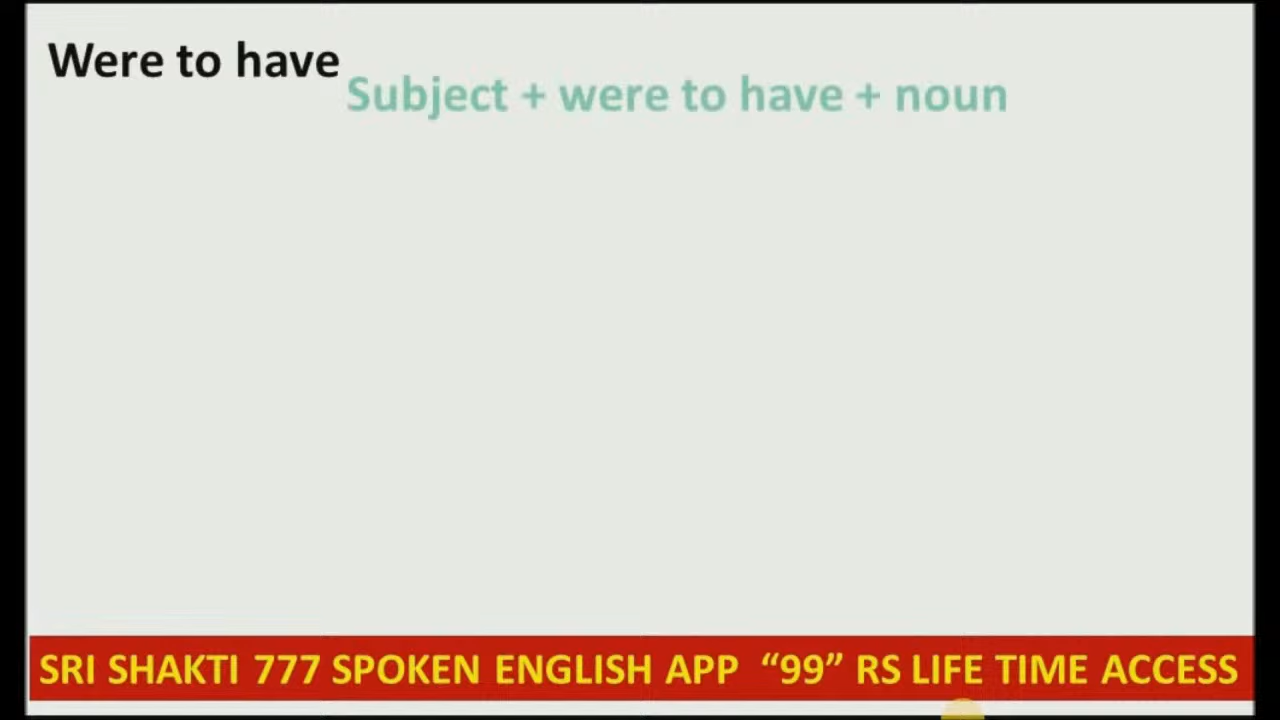 Were to have
Subject + were to have + noun
SRI SHAKTI 777 SPOKEN ENGLISH APP “99” RS LIFE TIME ACCESS